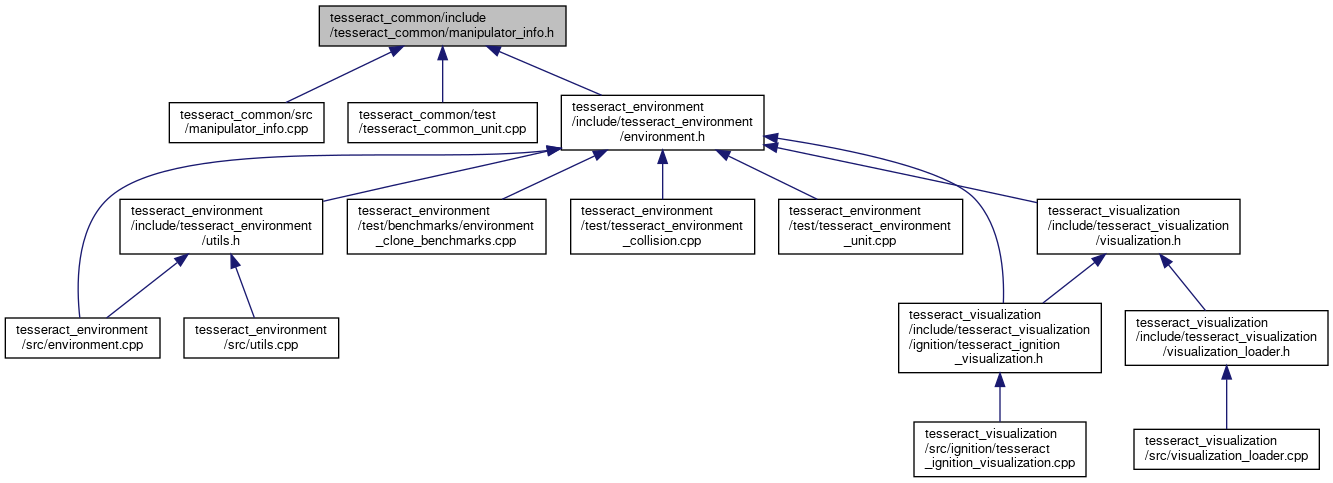 tesseract_common/include
/tesseract_common/manipulator_info.h
tesseract_common/src
/manipulator_info.cpp
tesseract_common/test
/tesseract_common_unit.cpp
tesseract_environment
/include/tesseract_environment
/environment.h
tesseract_environment
/include/tesseract_environment
/utils.h
tesseract_environment
/test/benchmarks/environment
_clone_benchmarks.cpp
tesseract_environment
/test/tesseract_environment
_collision.cpp
tesseract_environment
/test/tesseract_environment
_unit.cpp
tesseract_visualization
/include/tesseract_visualization
/visualization.h
tesseract_environment
/src/environment.cpp
tesseract_environment
/src/utils.cpp
tesseract_visualization
/include/tesseract_visualization
/ignition/tesseract_ignition
_visualization.h
tesseract_visualization
/include/tesseract_visualization
/visualization_loader.h
tesseract_visualization
/src/ignition/tesseract
_ignition_visualization.cpp
tesseract_visualization
/src/visualization_loader.cpp